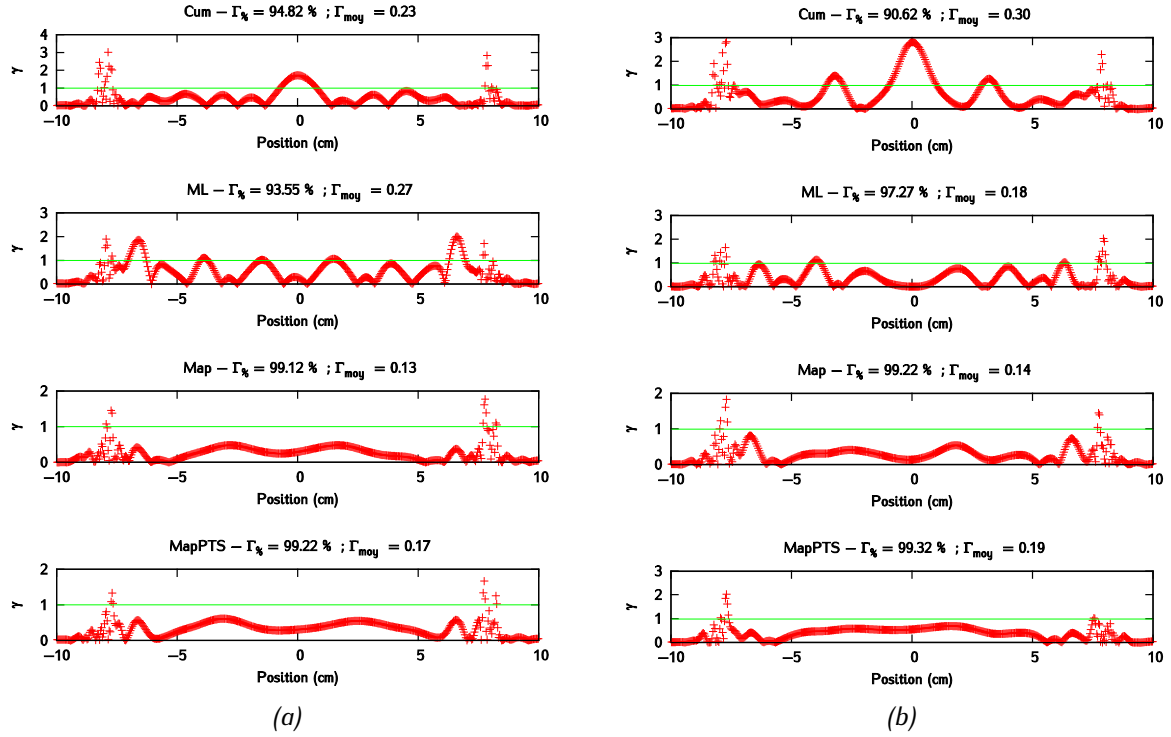 Cum – Γ% = 94.82 % ; Γmoy = 0.23
4
3
2
1
0
γ
−10
−5
0
5
10
Position (cm)
ML – Γ% = 93.55 % ; Γmoy = 0.27
3
2
1
0
γ
−10
−5
0
5
10
Position (cm)
Map – Γ% = 99.12 % ; Γmoy = 0.13
2
1
0
γ
−10
−5
0
5
10
Position (cm)
MapPTS – Γ% = 99.22 % ; Γmoy = 0.17
2
1
0
γ
−10
−5
0
5
10
Position (cm)
(a)
Cum – Γ% = 90.62 % ; Γmoy = 0.30
3
2
1
0
γ
−10
−5
0
5
10
Position (cm)
ML – Γ% = 97.27 % ; Γmoy = 0.18
3
2
1
0
γ
−10
−5
0
5
10
Position (cm)
Map – Γ% = 99.22 % ; Γmoy = 0.14
2
1
0
γ
−10
−5
0
5
10
Position (cm)
MapPTS – Γ% = 99.32 % ; Γmoy = 0.19
3
2
1
0
γ
−10
−5
0
5
10
Position (cm)
(b)